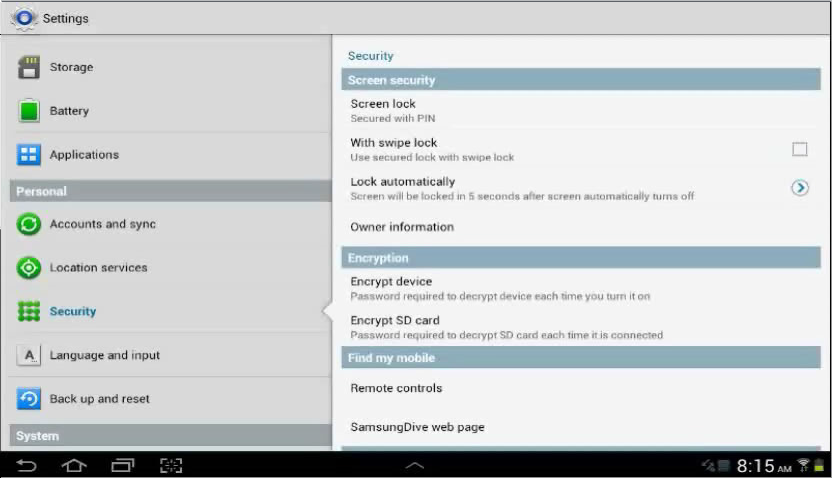 Settings
Storage
Battery
Applications
Personal
Accounts and sync
Location services
Security
Language and input
Back up and reset
System
Security
Screen security
Screen lock
Secured with PIN
With swipe lock
Use secured lock with swipe lock
Lock automatically
Screen will be locked in 5 seconds after screen automatically turns off
Owner information
Encryption
Encrypt device
Password required to decrypt device each time you turn it on
Encrypt SD card
Password required to decrypt SD card each time it is connected
Find my mobile
Remote controls
SamsungDive web page
8:15 AM